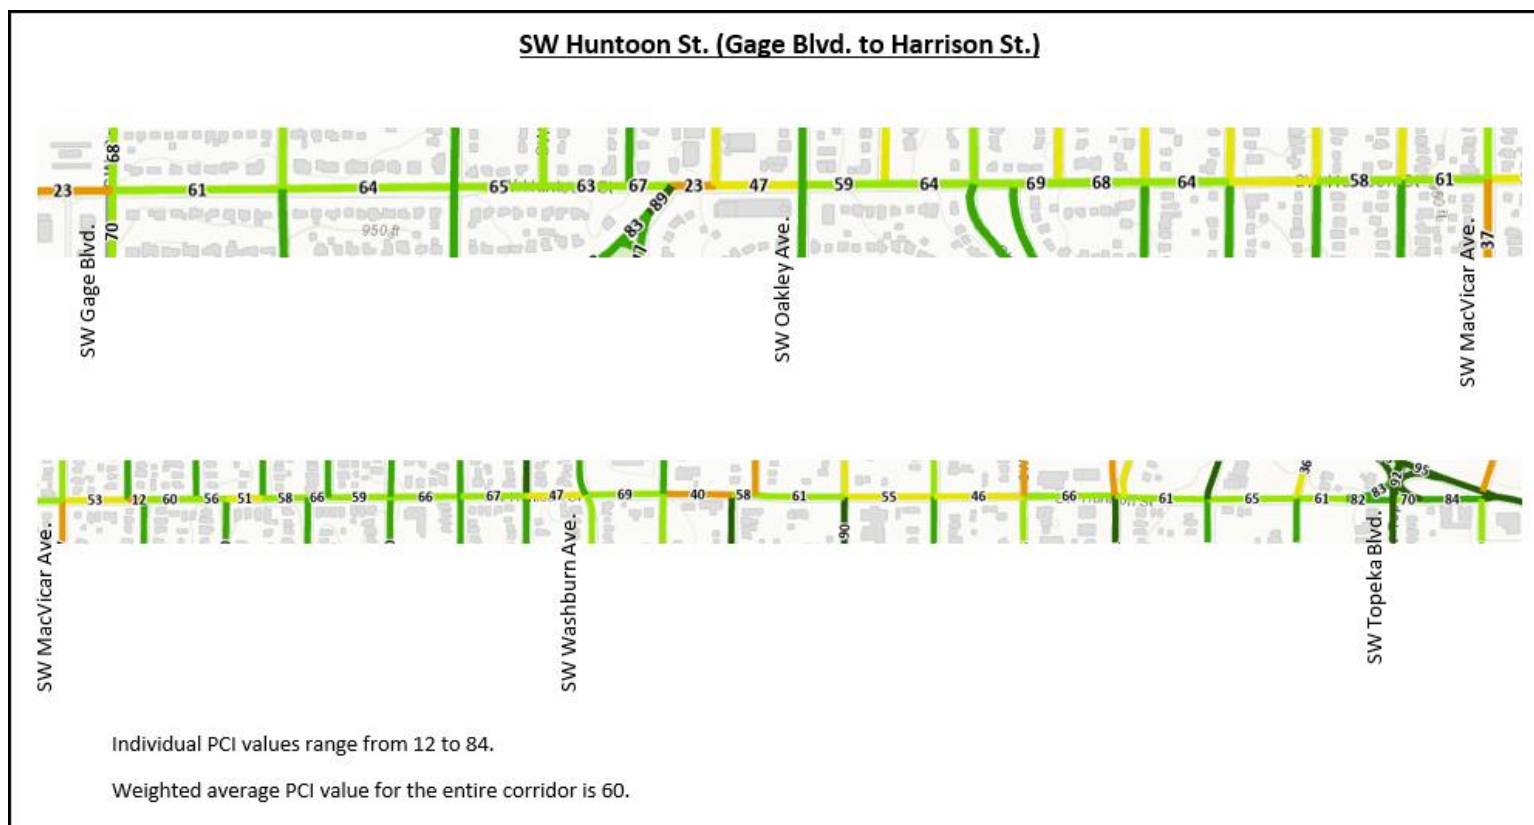 SW Huntoon St. (Gage Blvd. to Harrison St.)
68
23 61 64 65 63 67 23 47 59 64 69 68 64 58 61
89
83
70
950 ft
37
SW Gage Blvd.
SW Oakley Ave.
SW MacVicar Ave.
36 92 95
83
53 12 60 56 51 58 66 59 66 67 47 69 40 58 61 55 46 66 61 65 61 82 70 84
90
SW MacVicar Ave.
SW Washburn Ave.
SW Topeka Blvd.
Individual PCI values range from 12 to 84.
Weighted average PCI value for the entire corridor is 60.